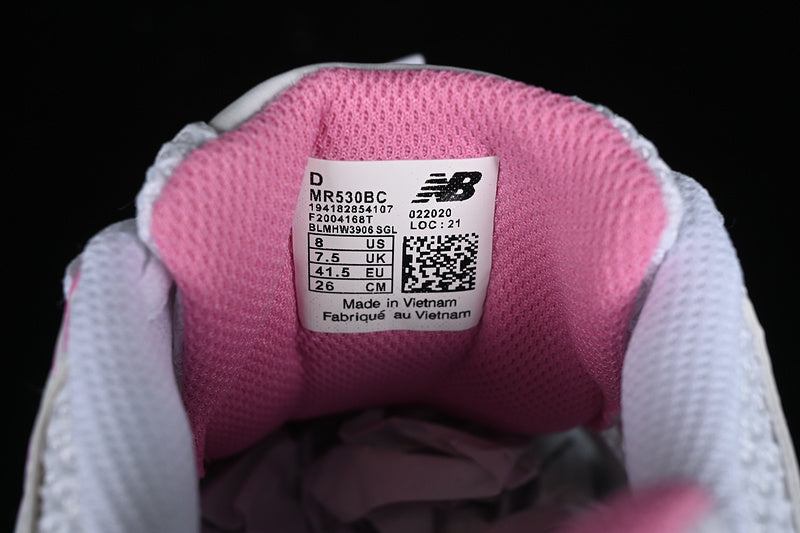 D
MR530BC
194182854107
F2004168T
BLMHW3906 SGL
NB
022020
LOC : 21
8 US
7.5 UK
41.5 EU
26 CM
Made in Vietnam
Fabriqué au Vietnam